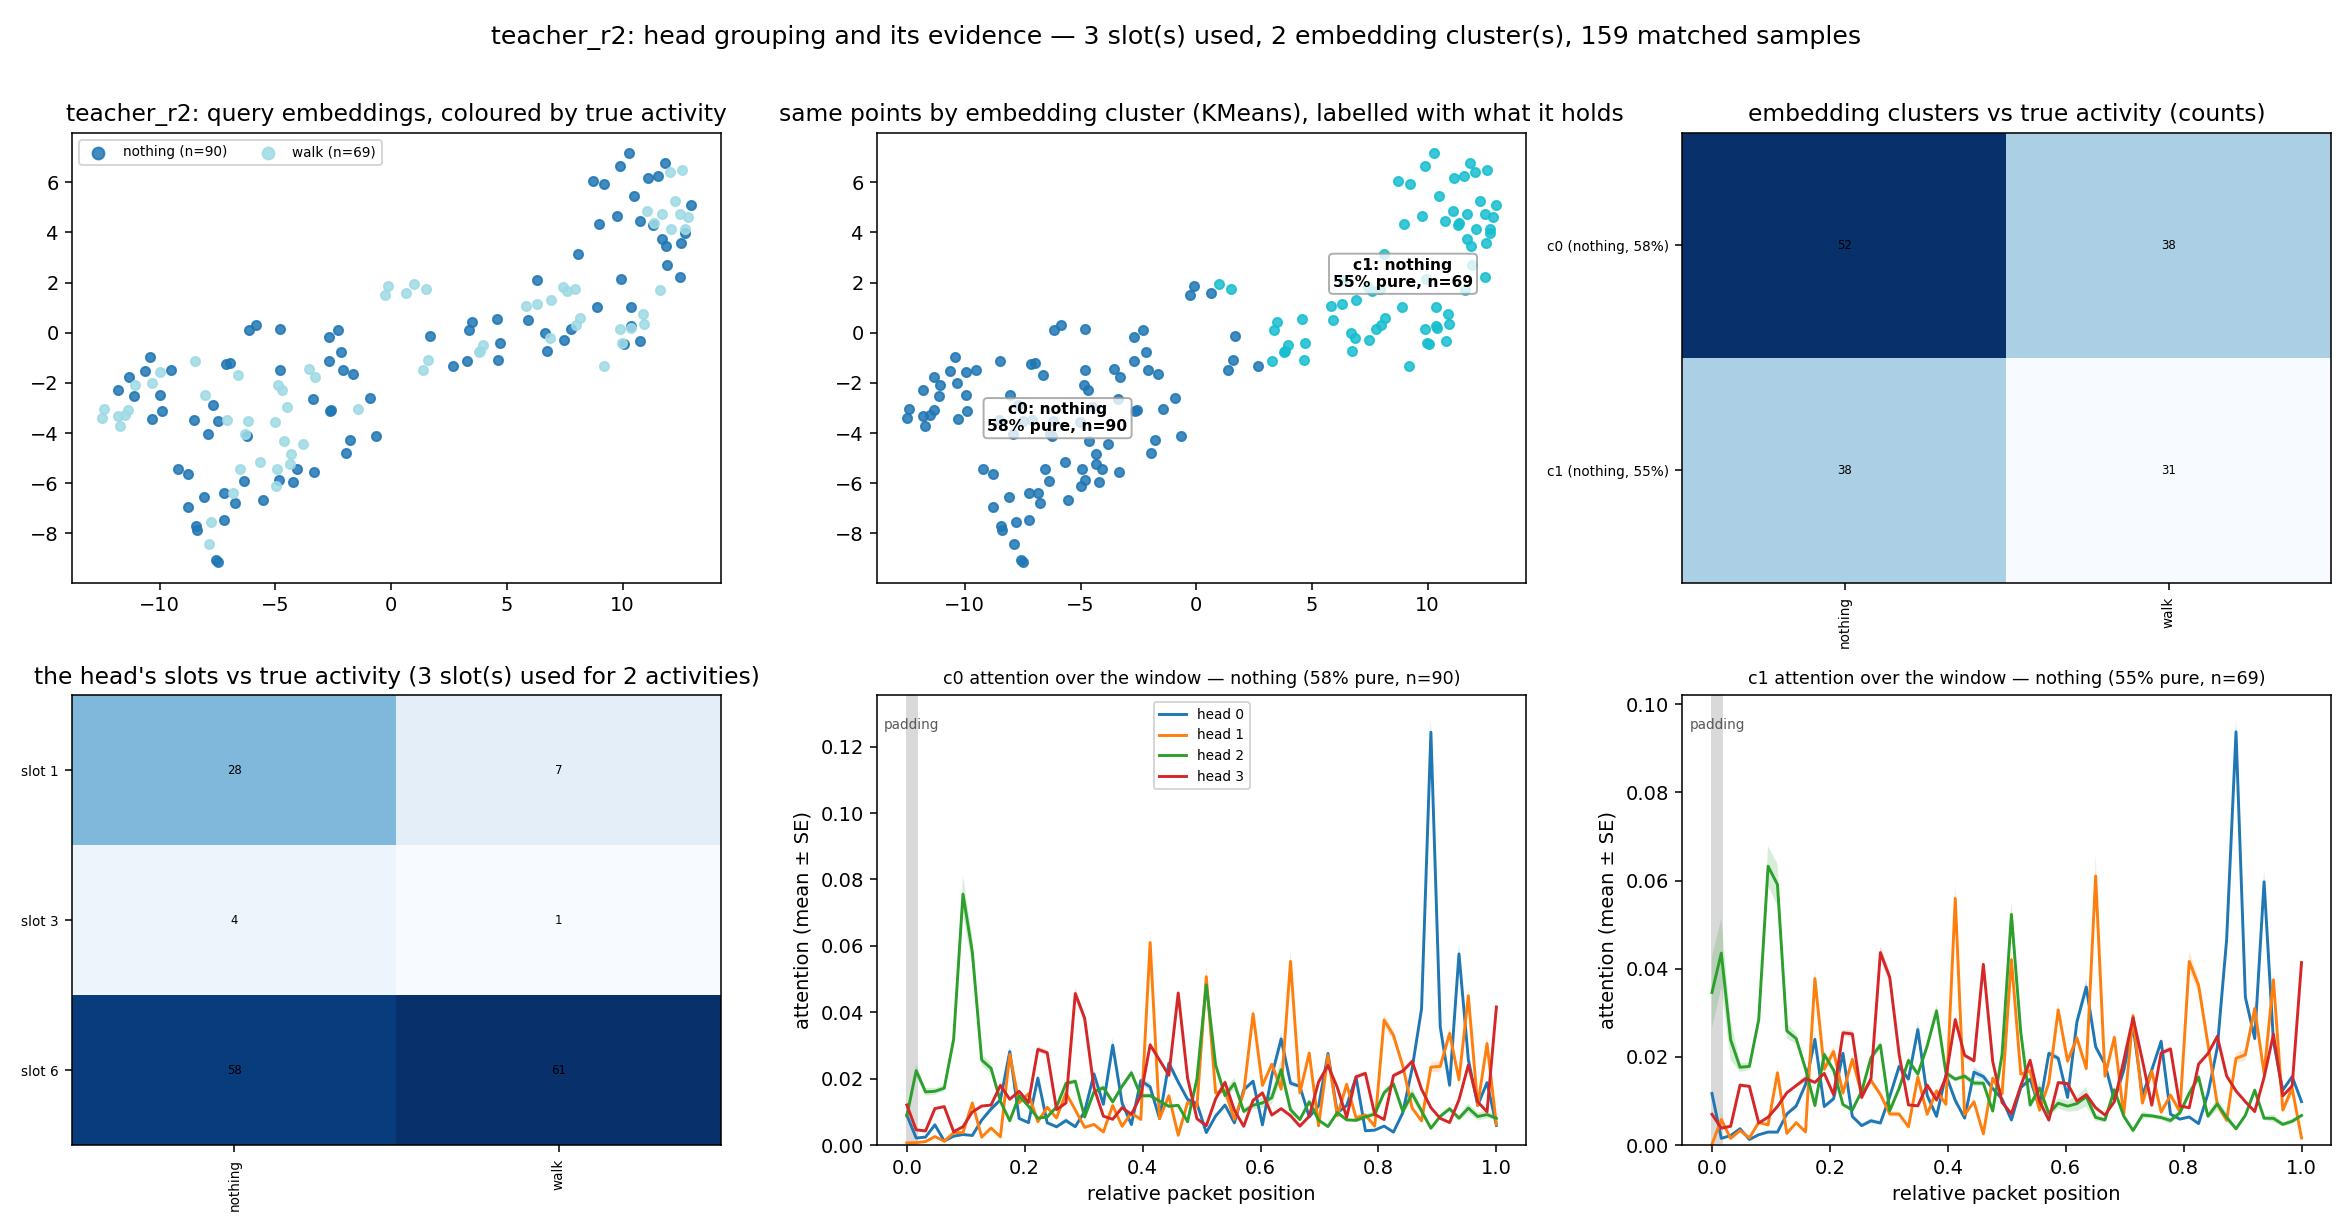 teacher_r2: head grouping and its evidence — 3 slot(s) used, 2 embedding cluster(s), 159 matched samples
teacher_r2: query embeddings, coloured by true activity
nothing (n=90)
walk (n=69)
6
4
2
0
−2
−4
−6
−8
−10
−5
0
5
10
same points by embedding cluster (KMeans), labelled with what it holds
c1: nothing
55% pure, n=69
c0: nothing
58% pure, n=90
6
4
2
0
−2
−4
−6
−8
−10
−5
0
5
10
embedding clusters vs true activity (counts)
c0 (nothing, 58%)
52
38
c1 (nothing, 55%)
38
31
nothing
walk
the head's slots vs true activity (3 slot(s) used for 2 activities)
slot 1
28
7
slot 3
4
1
slot 6
58
61
nothing
walk
c0 attention over the window — nothing (58% pure, n=90)
padding
head 0
head 1
head 2
head 3
attention (mean ± SE)
0.12
0.10
0.08
0.06
0.04
0.02
0.00
0.0
0.2
0.4
0.6
0.8
1.0
relative packet position
c1 attention over the window — nothing (55% pure, n=69)
padding
attention (mean ± SE)
0.10
0.08
0.06
0.04
0.02
0.00
0.0
0.2
0.4
0.6
0.8
1.0
relative packet position